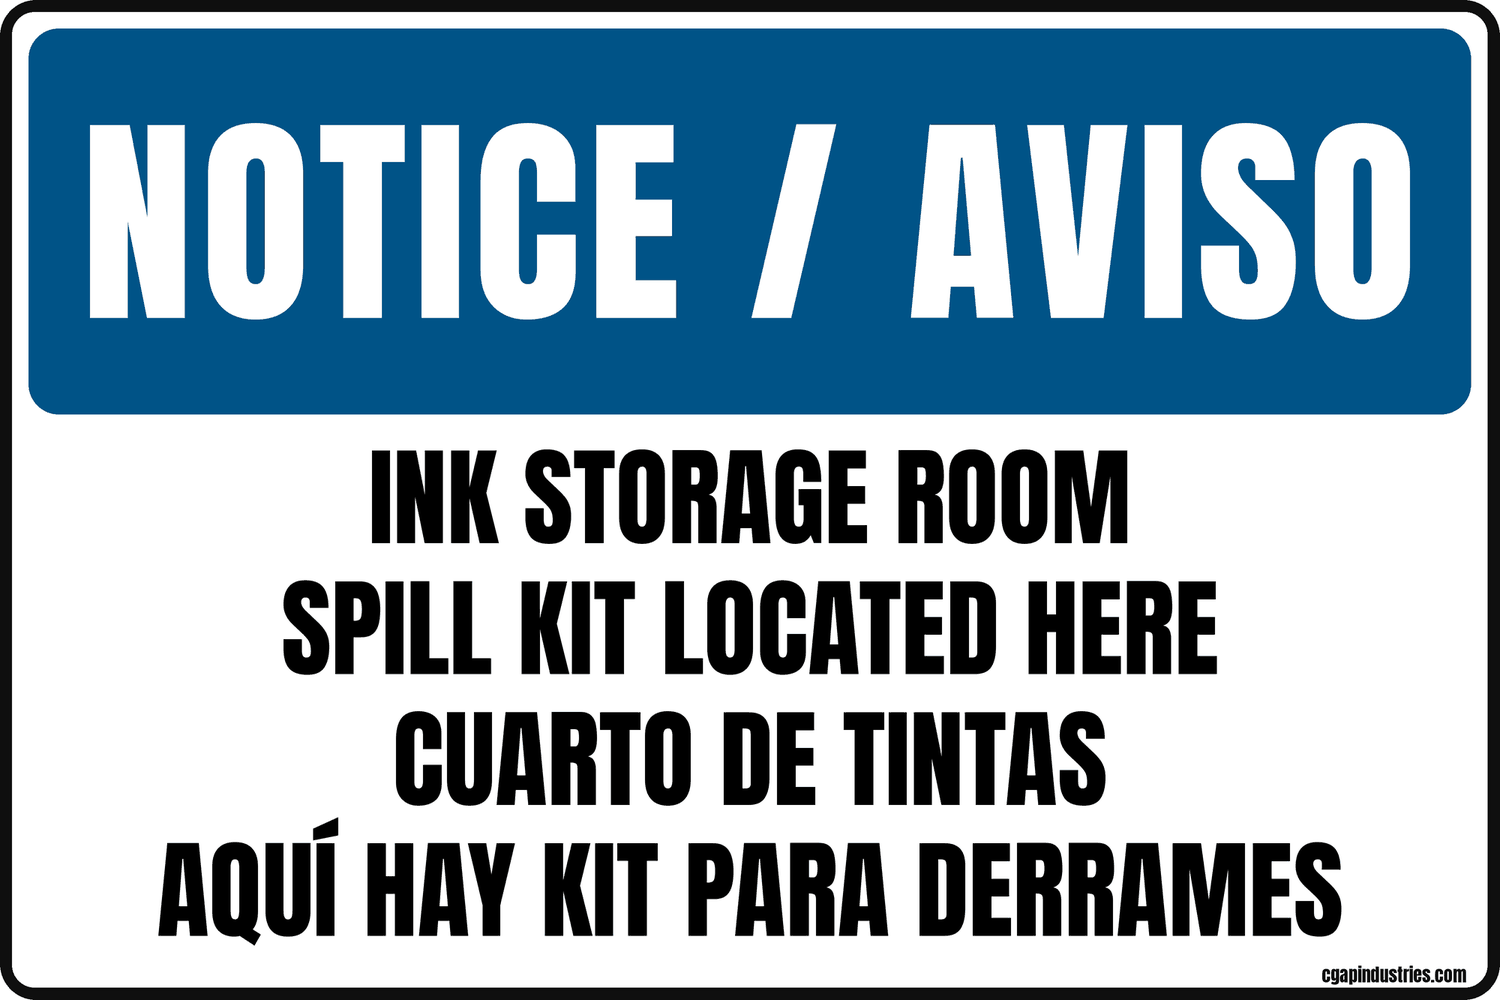 NOTICE / AVISO
INK STORAGE ROOM
SPILL KIT LOCATED HERE
CUARTO DE TINTAS
AQUÍ HAY KIT PARA DERRAMES
cgapindustries.com